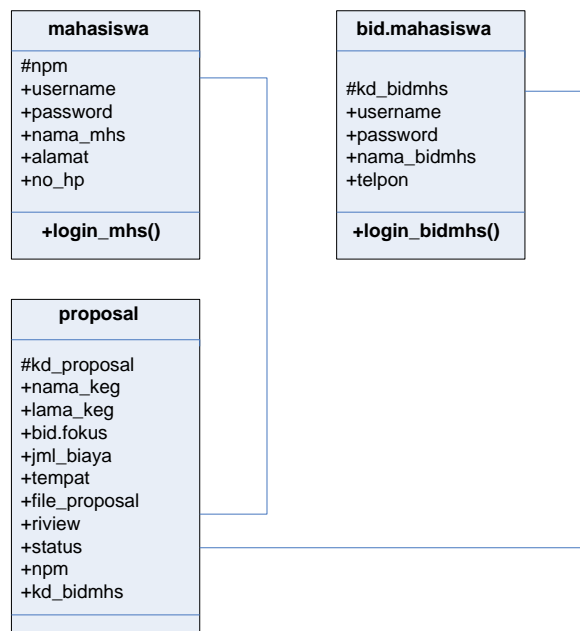 mahasiswa
#npm
+username
+password
+nama_mhs
+alamat
+no_hp
+login_mhs()
bid.mahasiswa
#kd_bidmhs
+username
+password
+nama_bidmhs
+telpon
+login_bidmhs()
proposal
#kd_proposal
+nama_keg
+lama_keg
+bid.fokus
+jml_biaya
+tempat
+file_proposal
+riview
+status
+npm
+kd_bidmhs